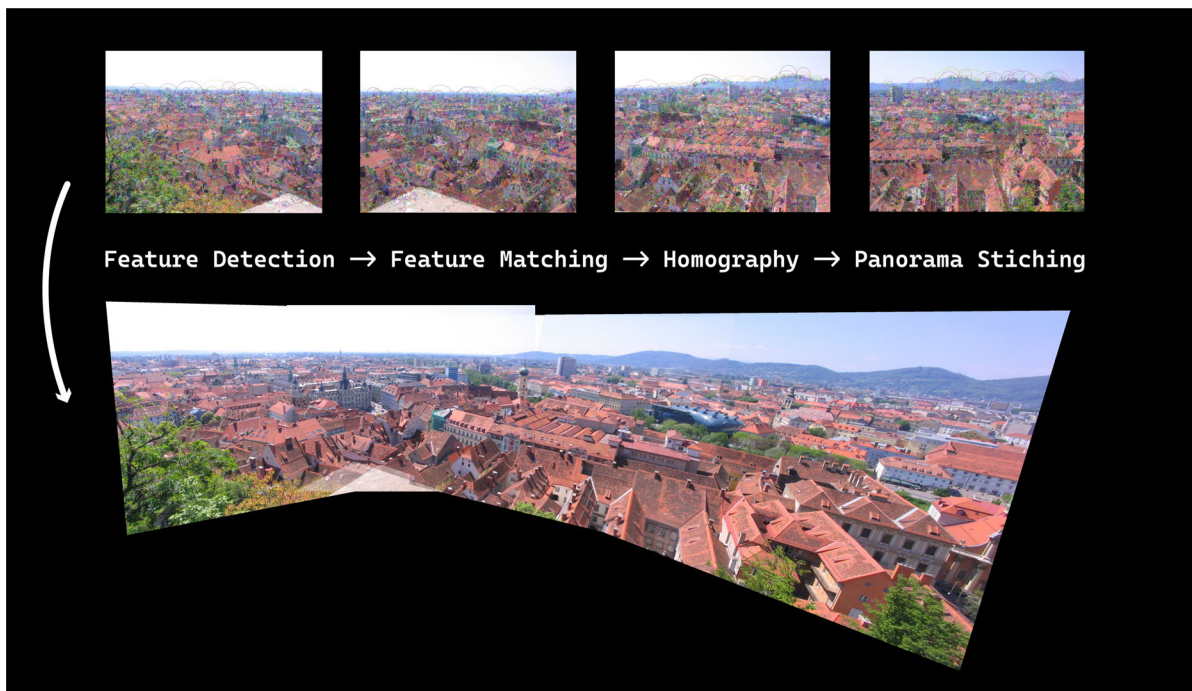 Feature Detection → Feature Matching → Homography → Panorama Stiching